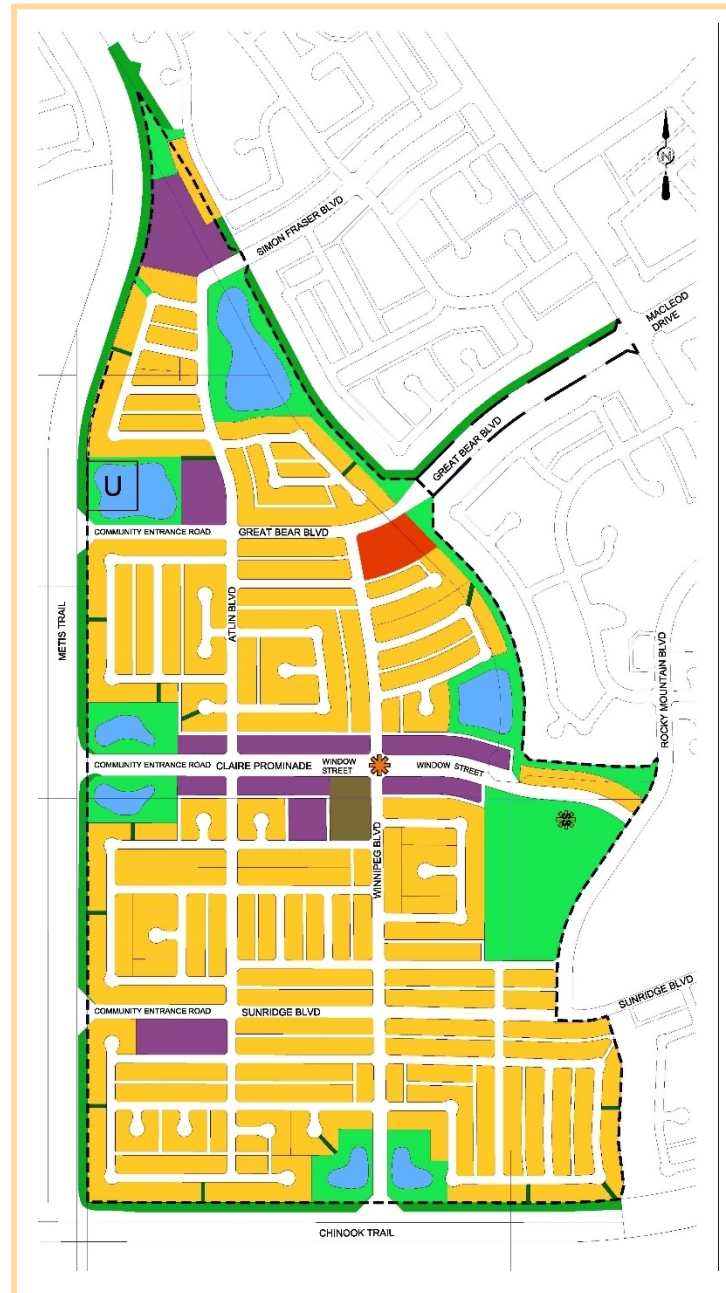 N
SIMON FRASER BLVD
MACLEOD
DRIVE
GREAT BEAR BLVD
U
COMMUNITY ENTRANCE ROAD
GREAT BEAR BLVD
ATLIN BLVD
METIS TRAIL
ROCKY MOUNTAIN BLVD
COMMUNITY ENTRANCE ROAD
CLAIRE PROMINADE
WINDOW
STREET
WINDOW STREET
S
WINNIPEG BLVD
SUNRIDGE BLVD
COMMUNITY ENTRANCE ROAD
SUNRIDGE BLVD
CHINOOK TRAIL